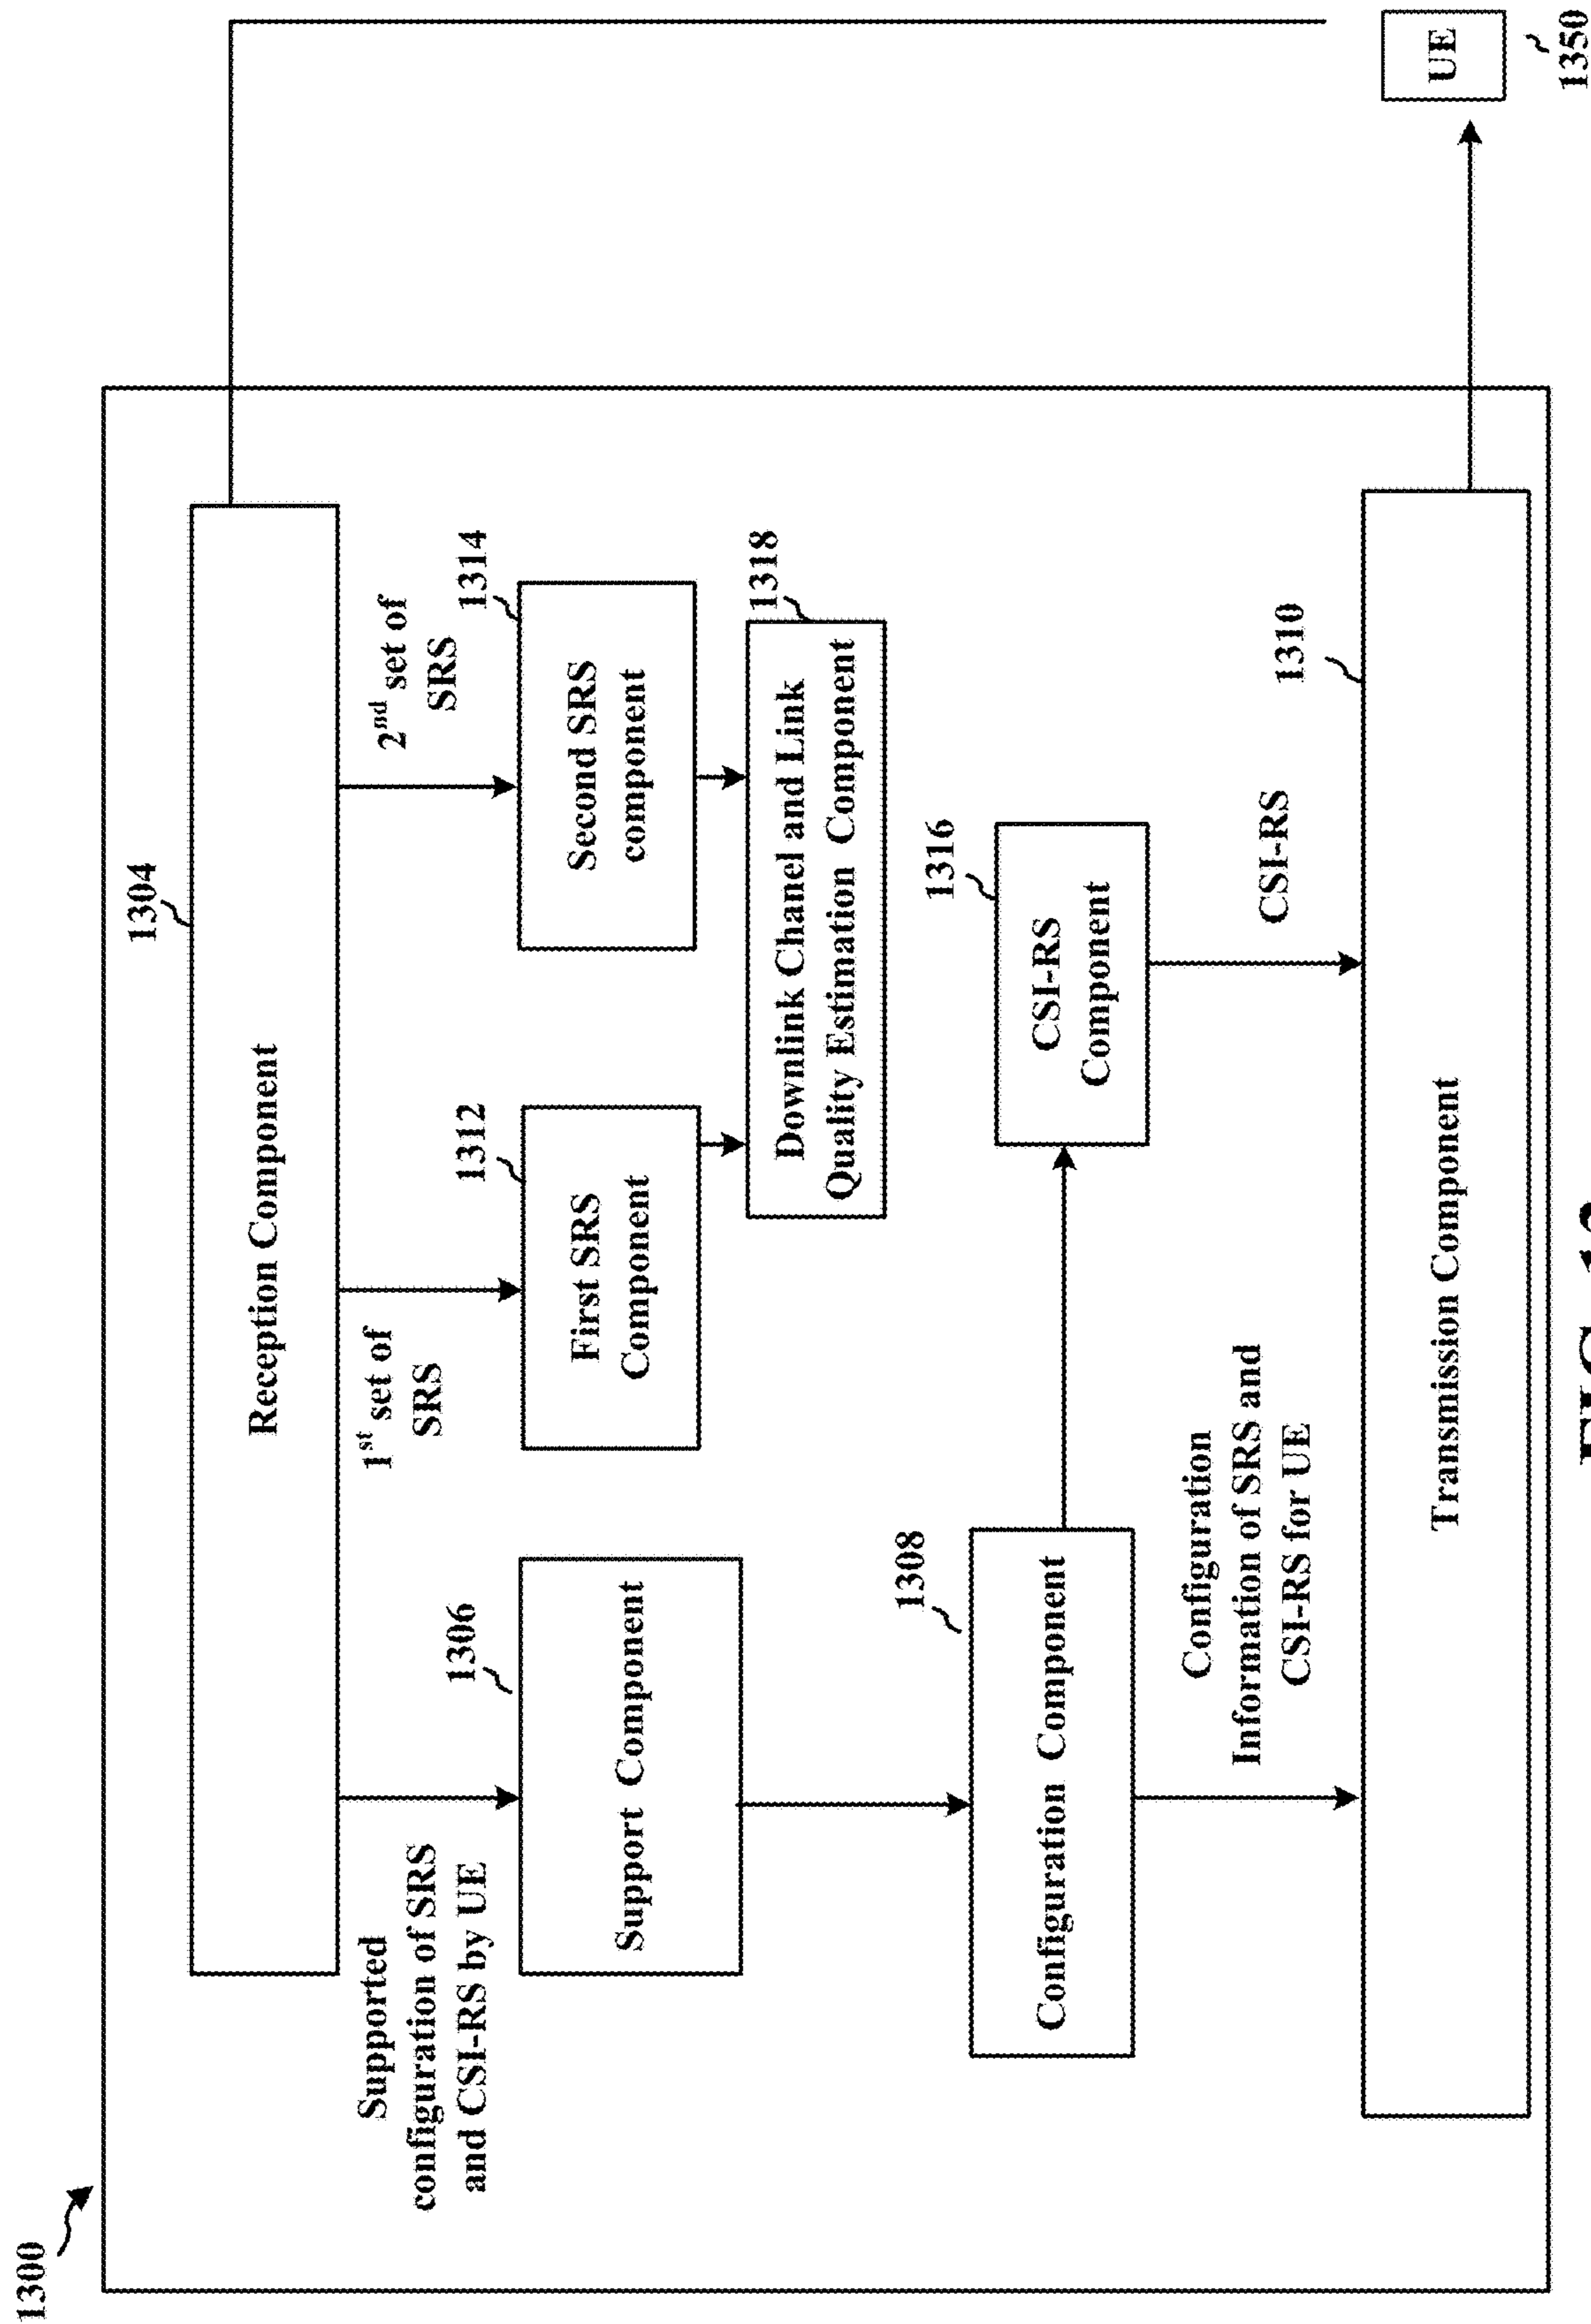 1300
1304
Reception Component
UE
1350
Supported
configuration of SRS
and CSI-RS by UE
1st set of
SRS
2nd set of
SRS
1306
Support Component
1312
First SRS
Component
1314
Second SRS
component
1318
Downlink Chanel and Link
Quality Estimation Component
1308
Configuration Component
1316
CSI-RS
Component
Configuration
Information of SRS and
CSI-RS for UE
CSI-RS
1310
Transmission Component